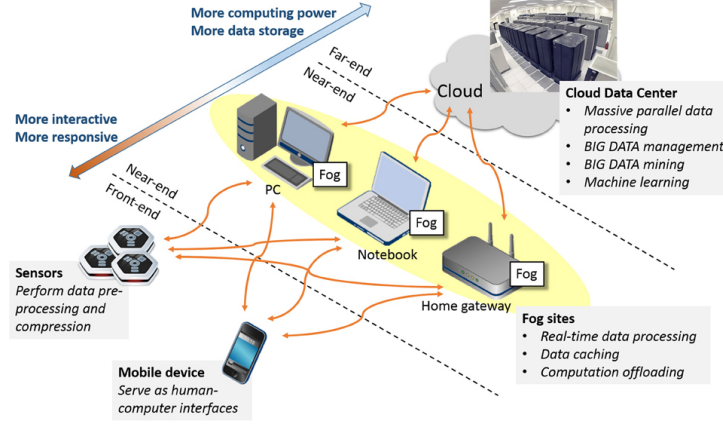 More computing power
More data storage
Far-end
Near-end
Cloud
Cloud Data Center
• Massive parallel data
processing
• BIG DATA management
• BIG DATA mining
• Machine learning
More interactive
More responsive
Near-end
Front-end
PC
Fog
Notebook
Fog
Home gateway
Fog
Sensors
Perform data pre-
processing and
compression
Mobile device
Serve as human-
computer interfaces
Fog sites
• Real-time data processing
• Data caching
• Computation offloading